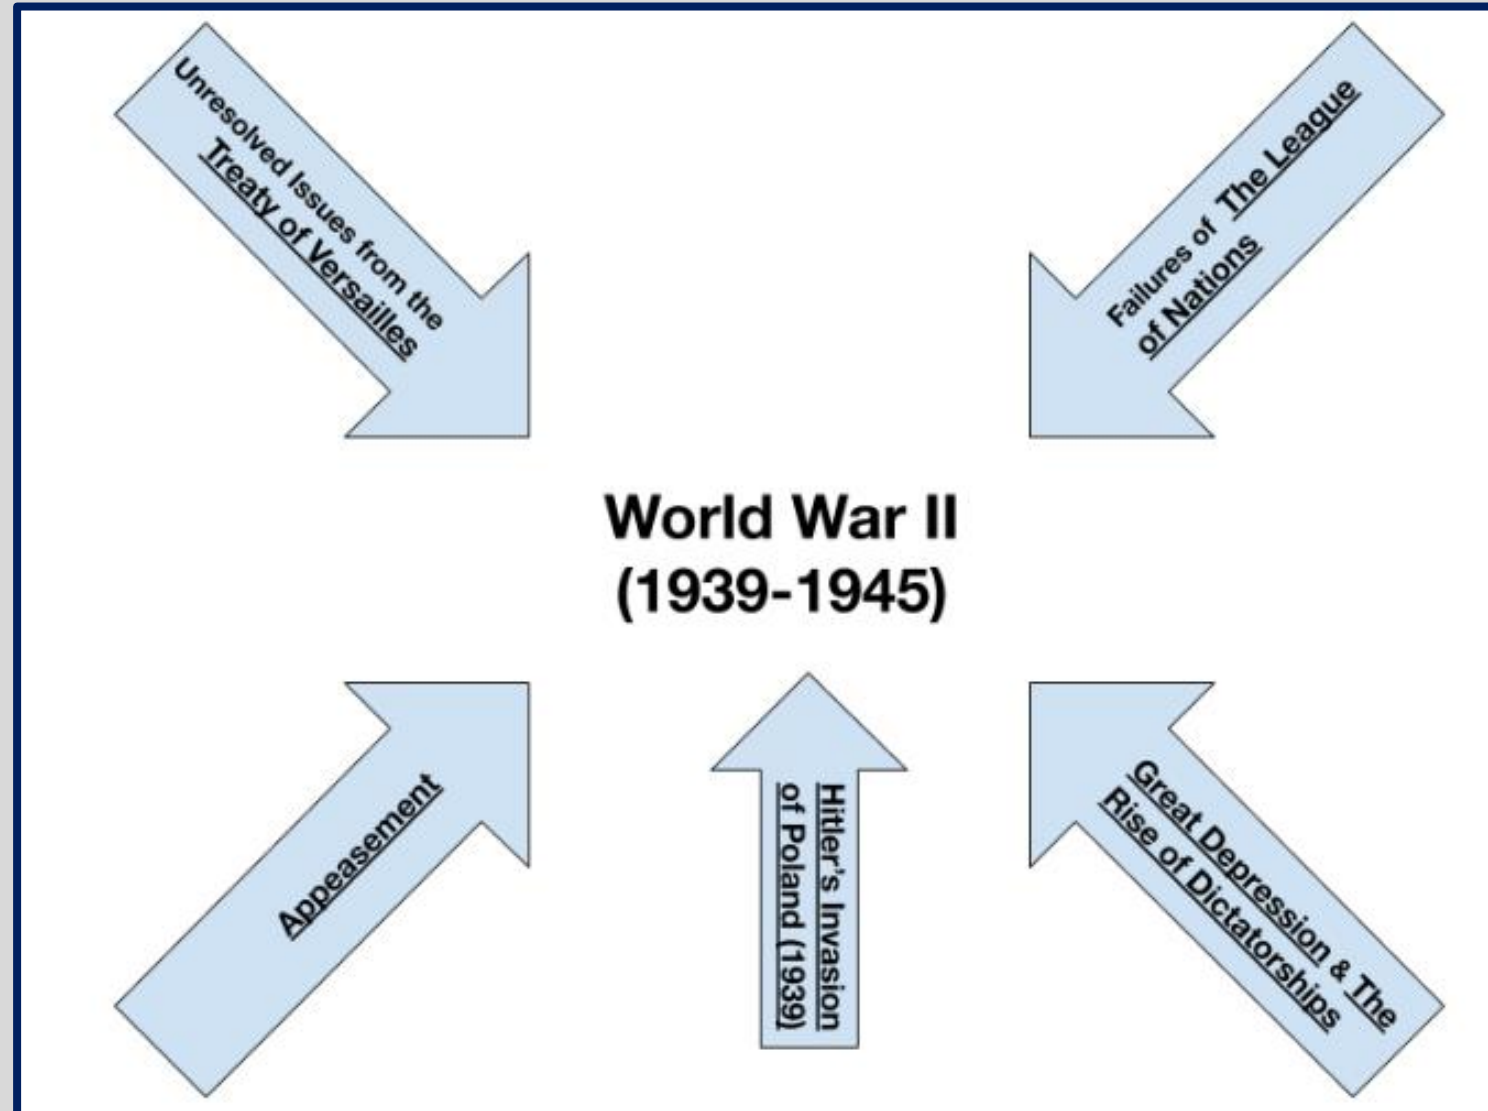 Unresolved Issues from the
Treaty of Versailles
Failures of The League
of Nations
World War II
(1939-1945)
Appeasement
Hitler's Invasion
of Poland (1939)
Great Depression & The
Rise of Dictatorships